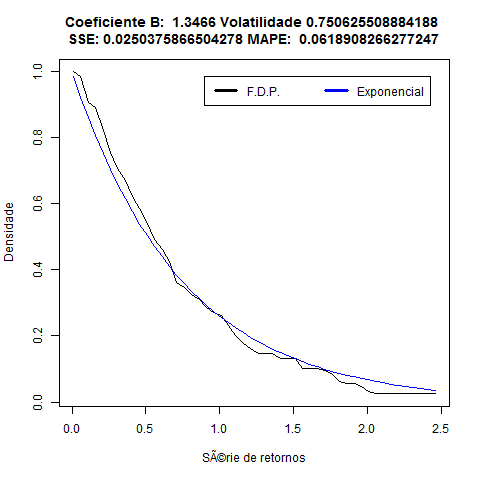 Coeficiente B:  1.3466 Volatilidade 0.750625508884188
SSE: 0.0250375866504278 MAPE:  0.0618908266277247
F.D.P.
Exponencial
Densidade
1.0
0.8
0.6
0.4
0.2
0.0
0.0 0.5 1.0 1.5 2.0 2.5
SÃ©rie de retornos